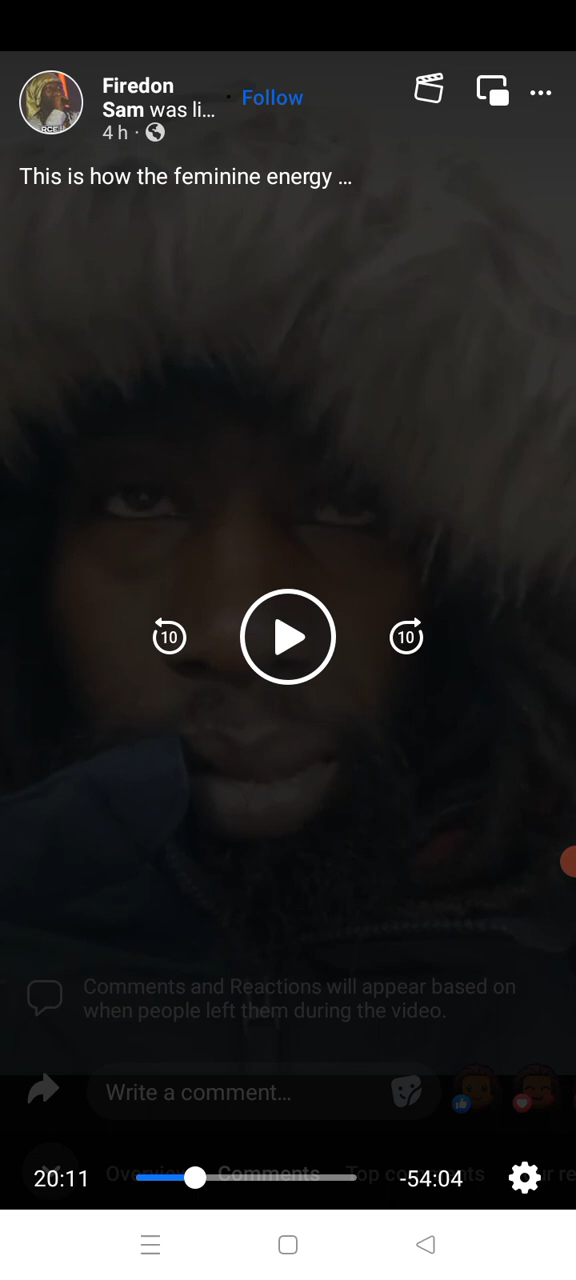 Firedon
Sam was li...
Follow
4 h ·
This is how the feminine energy ...
10
10
Comments and Reactions will appear based on
when people left them during the video.
Write a comment...
Comments
20:11
-54:04